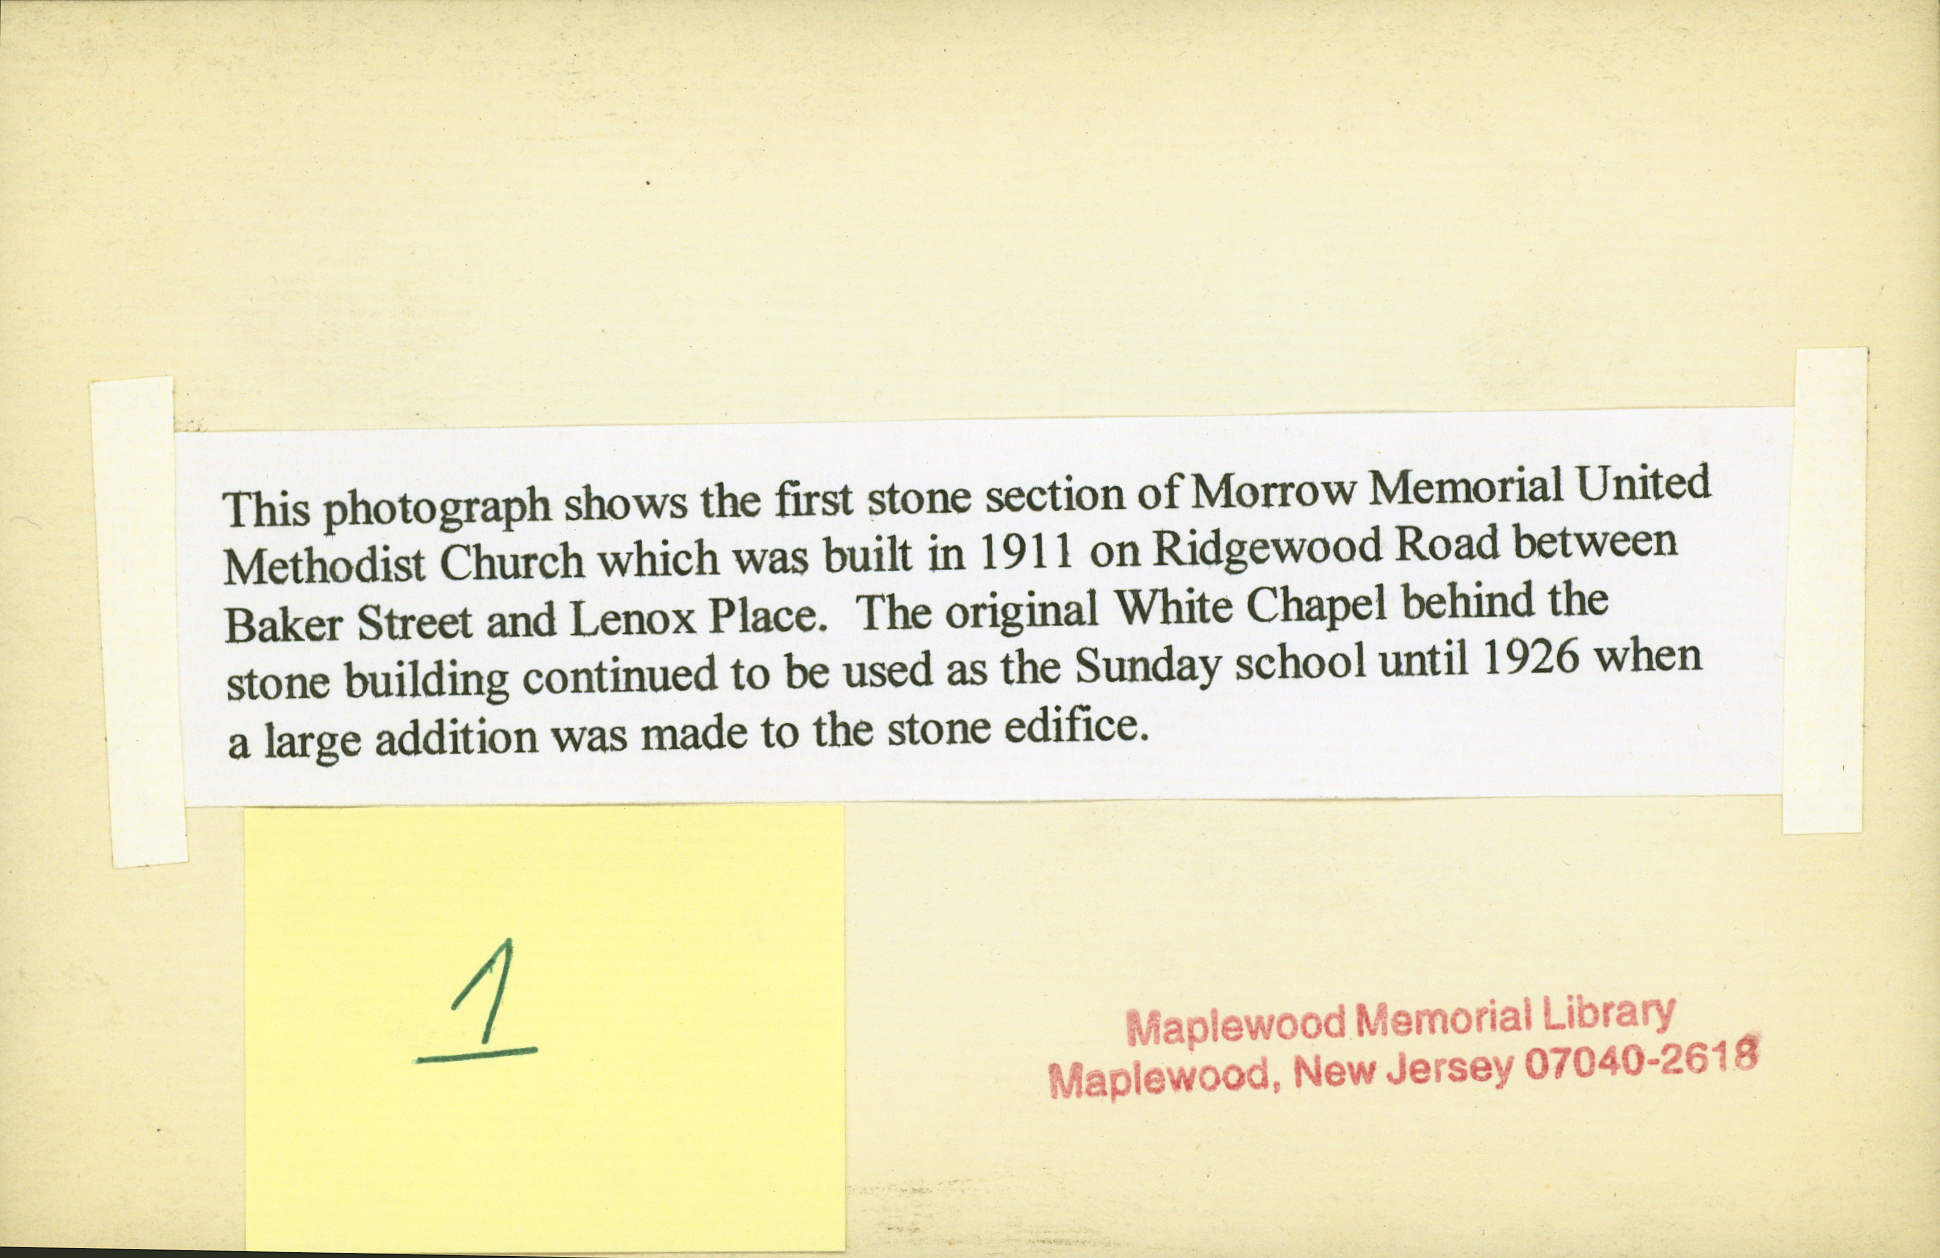 This photograph shows the first stone section of Morrow Memorial United
Methodist Church which was built in 1911 on Ridgewood Road between
Baker Street and Lenox Place.  The original White Chapel behind the
stone building continued to be used as the Sunday school until 1926 when
a large addition was made to the stone edifice.
1
Maplewood Memorial Library
Maplewood, New Jersey 07040-2618